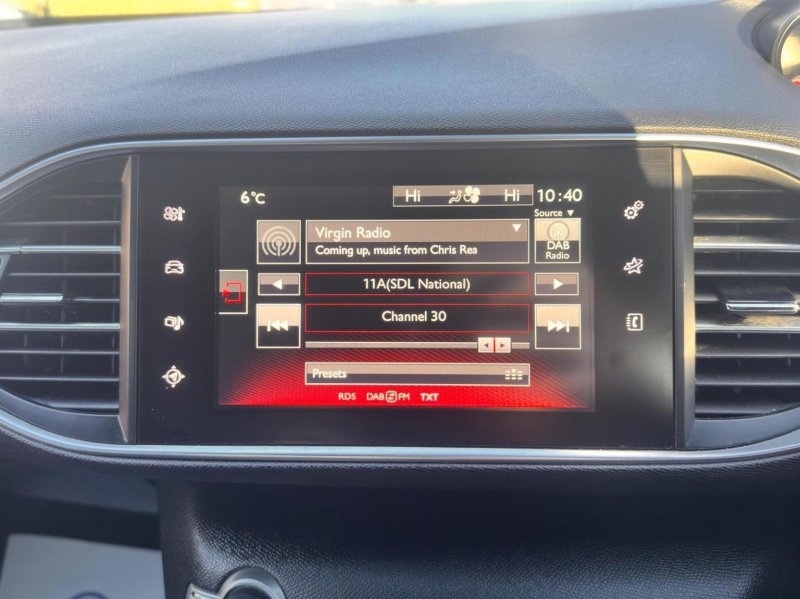 6°C
Hi Hi 10:40
Source ▼
Virgin Radio
Coming up, music from Chris Rea
DAB
Radio
11A(SDL National)
Channel 30
Presets
RDS DAB FM TXT